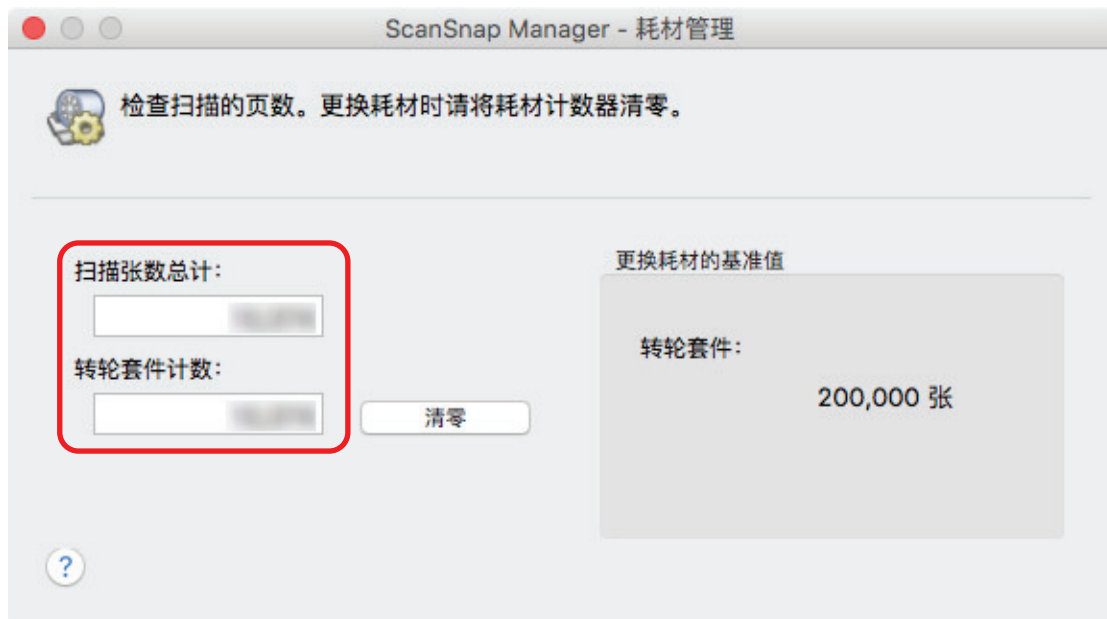 ScanSnap Manager - 耗材管理
检查扫描的页数。更换耗材时请将耗材计数器清零。
扫描张数总计:
转轮套件计数:
清零
更换耗材的基准值
转轮套件:
200,000 张
?